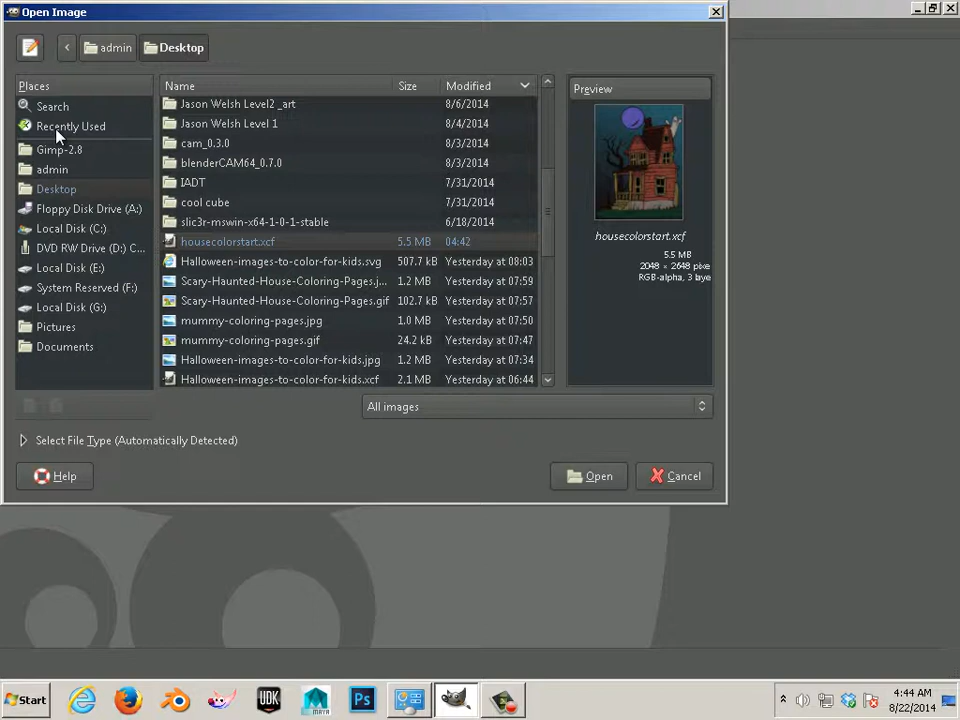 Open Image
admin
Desktop
Places
Name
Size
Modified
Preview
Search
Recently Used
Gimp-2.8
admin
Desktop
Floppy Disk Drive (A:)
Local Disk (C:)
DVD RW Drive (D:) C...
Local Disk (E:)
System Reserved (F:)
Local Disk (G:)
Pictures
Documents
Jason Welsh Level2 _art 8/6/2014
Jason Welsh Level 1 8/4/2014
cam_0.3.0 8/3/2014
blenderCAM64_0.7.0 8/3/2014
IADT 7/31/2014
cool cube 7/31/2014
slic3r-mswin-x64-1-0-1-stable 6/18/2014
housecolorstart.xcf 5.5 MB 04:42
Halloween-images-to-color-for-kids.svg 507.7 kB Yesterday at 08:03
Scary-Haunted-House-Coloring-Pages.j... 1.2 MB Yesterday at 07:59
Scary-Haunted-House-Coloring-Pages.gif 102.7 kB Yesterday at 07:57
mummy-coloring-pages.jpg 1.0 MB Yesterday at 07:50
mummy-coloring-pages.gif 24.2 kB Yesterday at 07:47
Halloween-images-to-color-for-kids.jpg 1.2 MB Yesterday at 07:34
Halloween-images-to-color-for-kids.xcf 2.1 MB Yesterday at 06:44
housecolorstart.xcf
5.5 MB
2048 × 2648 pixe
RGB-alpha, 3 laye
All images
Select File Type (Automatically Detected)
Help
Open
Cancel
Start
UDK
MAYA
Ps
4:44 AM
8/22/2014